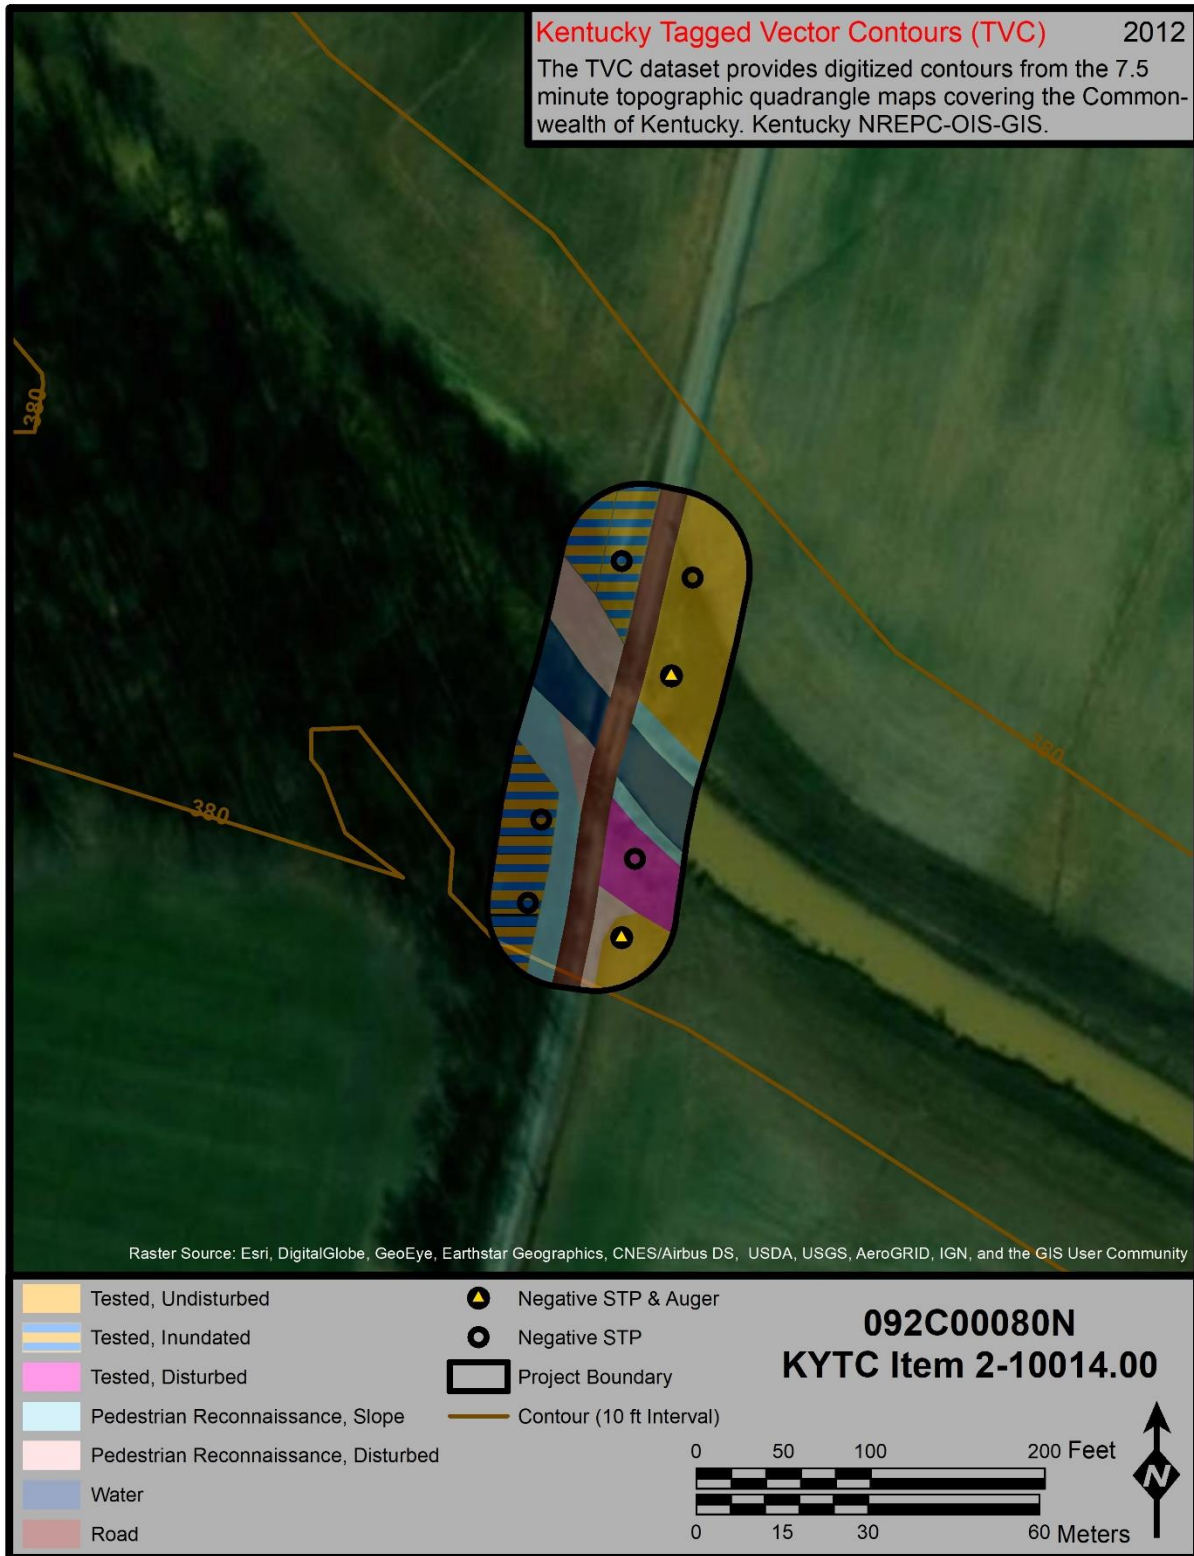 Kentucky Tagged Vector Contours (TVC) 2012
The TVC dataset provides digitized contours from the 7.5
minute topographic quadrangle maps covering the Common-
wealth of Kentucky. Kentucky NREPC-OIS-GIS.
380
380
380
Raster Source: Esri, DigitalGlobe, GeoEye, Earthstar Geographics, CNES/Airbus DS, USDA, USGS, AeroGRID, IGN, and the GIS User Community
Tested, Undisturbed
Tested, Inundated
Tested, Disturbed
Pedestrian Reconnaissance, Slope
Pedestrian Reconnaissance, Disturbed
Water
Road
Negative STP & Auger
Negative STP
Project Boundary
Contour (10 ft Interval)
092C00080N
KYTC Item 2-10014.00
0 50 100 200 Feet
0 15 30 60 Meters
N